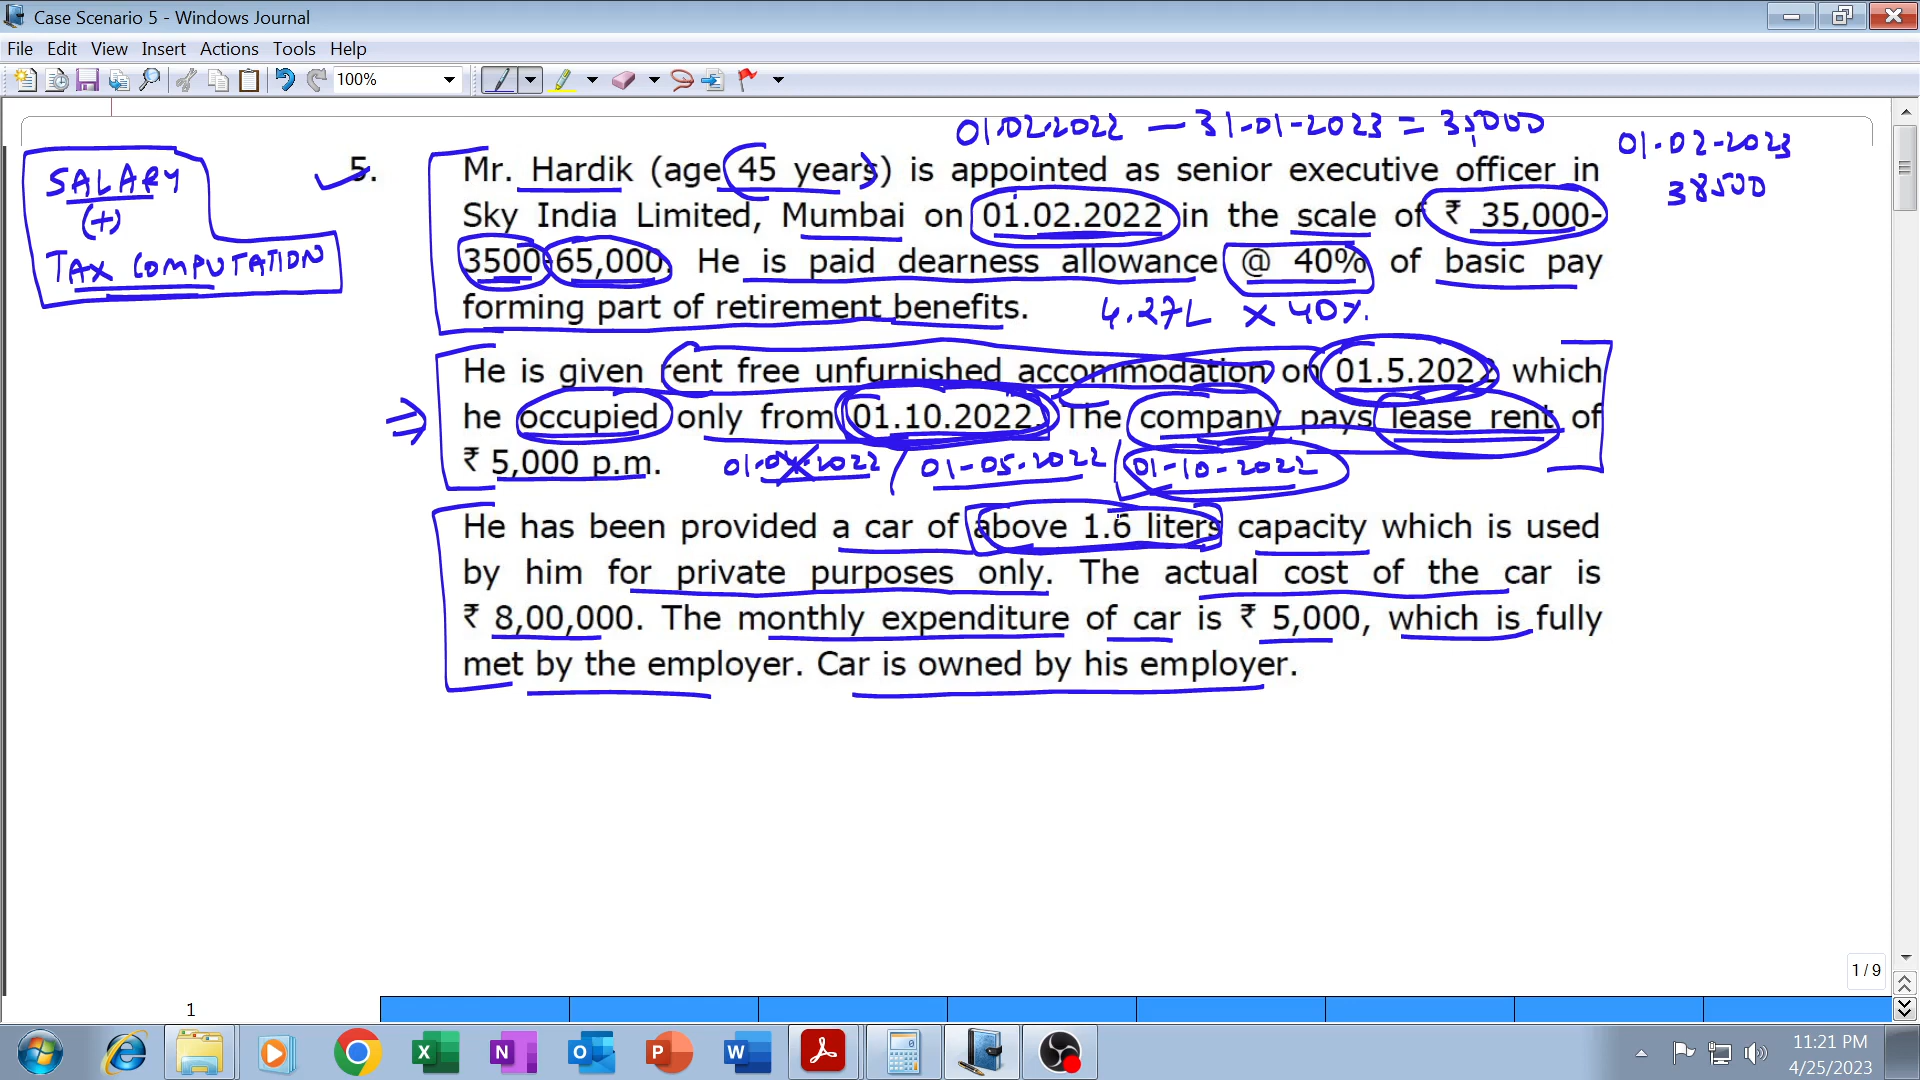 Case Scenario 5 - Windows Journal
File Edit View Insert Actions Tools Help
100%
01.02.2022 — 31-01-2023 = 35000
01.02-2023
38500
SALARY
(+)
TAX COMPUTATION
5. Mr. Hardik (age 45 years) is appointed as senior executive officer in
Sky India Limited, Mumbai on 01.02.2022 in the scale of ₹ 35,000-
3500-65,000. He is paid dearness allowance @ 40% of basic pay
forming part of retirement benefits.
4.27L x 40%.
He is given rent free unfurnished accommodation on 01.5.2022 which
he occupied only from 01.10.2022. The company pays lease rent of
₹ 5,000 p.m.
01.04.2022 / 01-05-2022 | 01-10-2022
He has been provided a car of above 1.6 liters capacity which is used
by him for private purposes only. The actual cost of the car is
₹ 8,00,000. The monthly expenditure of car is ₹ 5,000, which is fully
met by the employer. Car is owned by his employer.
1 / 9
1
11:21 PM
4/25/2023